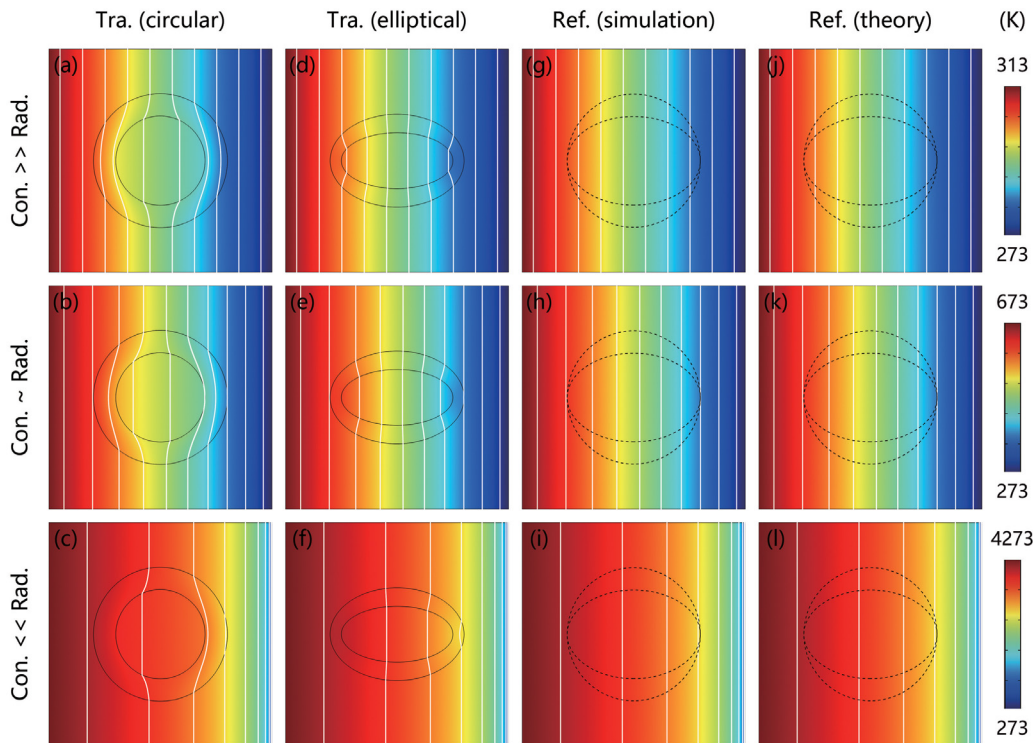 Tra. (circular) Tra. (elliptical) Ref. (simulation) Ref. (theory) (K)
Con. >> Rad.
(a) (d) (g) (j)
313
273
Con. ~ Rad.
(b) (e) (h) (k)
673
273
Con. << Rad.
(c) (f) (i) (l)
4273
273